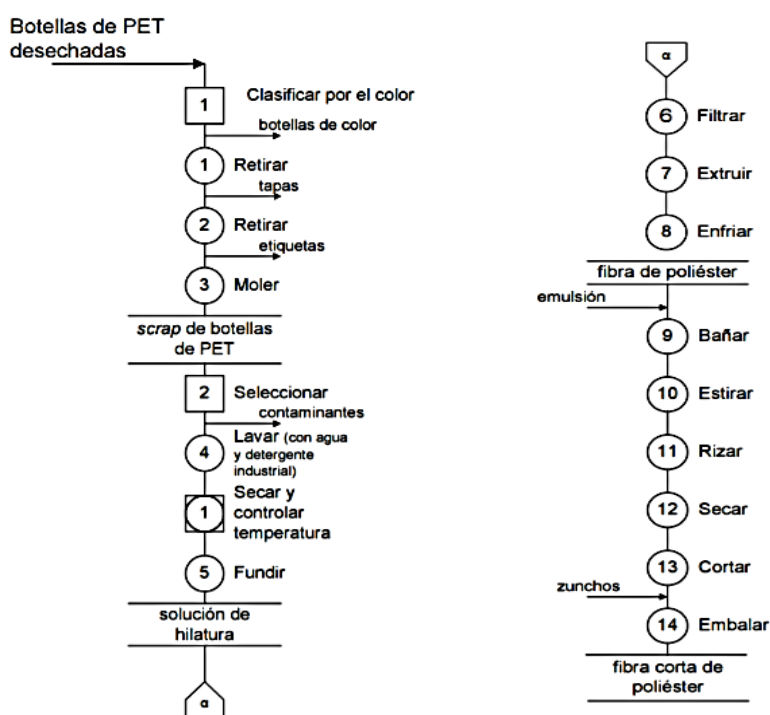 Botellas de PET
desechadas
1 Clasificar por el color
botellas de color
1 Retirar
tapas
2 Retirar
etiquetas
3 Moler
scrap de botellas
de PET
2 Seleccionar
contaminantes
4 Lavar (con agua
y detergente
industrial)
Secar y
1 controlar
temperatura
5 Fundir
solución de
hilatura
α
α
6 Filtrar
7 Extruir
8 Enfriar
fibra de poliéster
emulsión
9 Bañar
10 Estirar
11 Rizar
12 Secar
13 Cortar
zunchos
14 Embalar
fibra corta de
poliéster